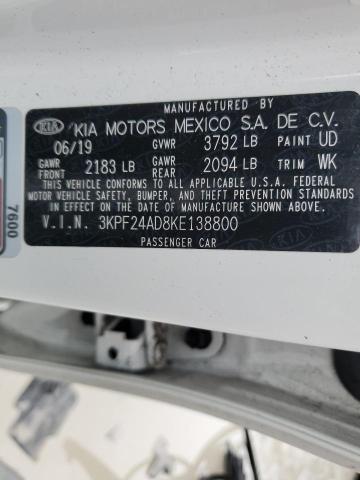 MANUFACTURED BY
KIA KIA MOTORS MEXICO S.A. DE C.V.
06/19 GVWR 3792 LB PAINT UD
GAWR FRONT 2183 LB GAWR REAR 2094 LB TRIM WK
THIS VEHICLE CONFORMS TO ALL APPLICABLE U.S.A. FEDERAL
MOTOR VEHICLE SAFETY, BUMPER, AND THEFT PREVENTION STANDARDS
IN EFFECT ON THE DATE OF MANUFACTURE SHOWN ABOVE.
V.I.N. 3KPF24AD8KE138800
PASSENGER CAR
7600